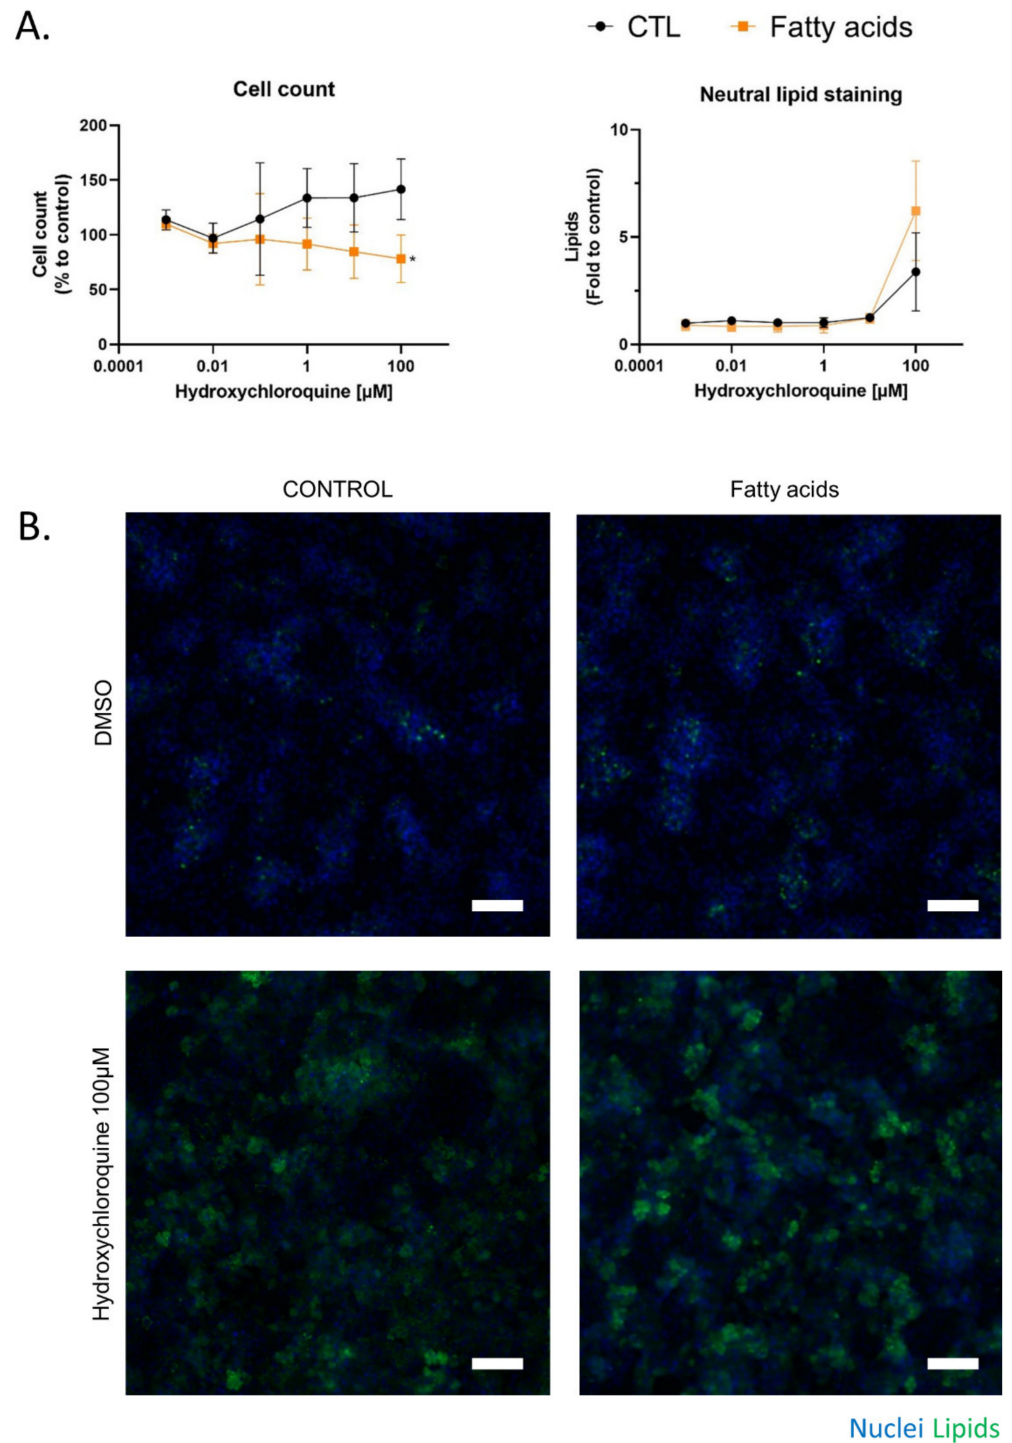 A.
CTL Fatty acids
Cell count
200
150
100
50
0
Cell count
(% to control)
*
0.0001 0.01 1 100
Hydroxychloroquine [µM]
Neutral lipid staining
10
5
0
Lipids
(Fold to control)
0.0001 0.01 1 100
Hydroxychloroquine [µM]
B.
CONTROL Fatty acids
DMSO
Hydroxychloroquine 100µM
Nuclei Lipids